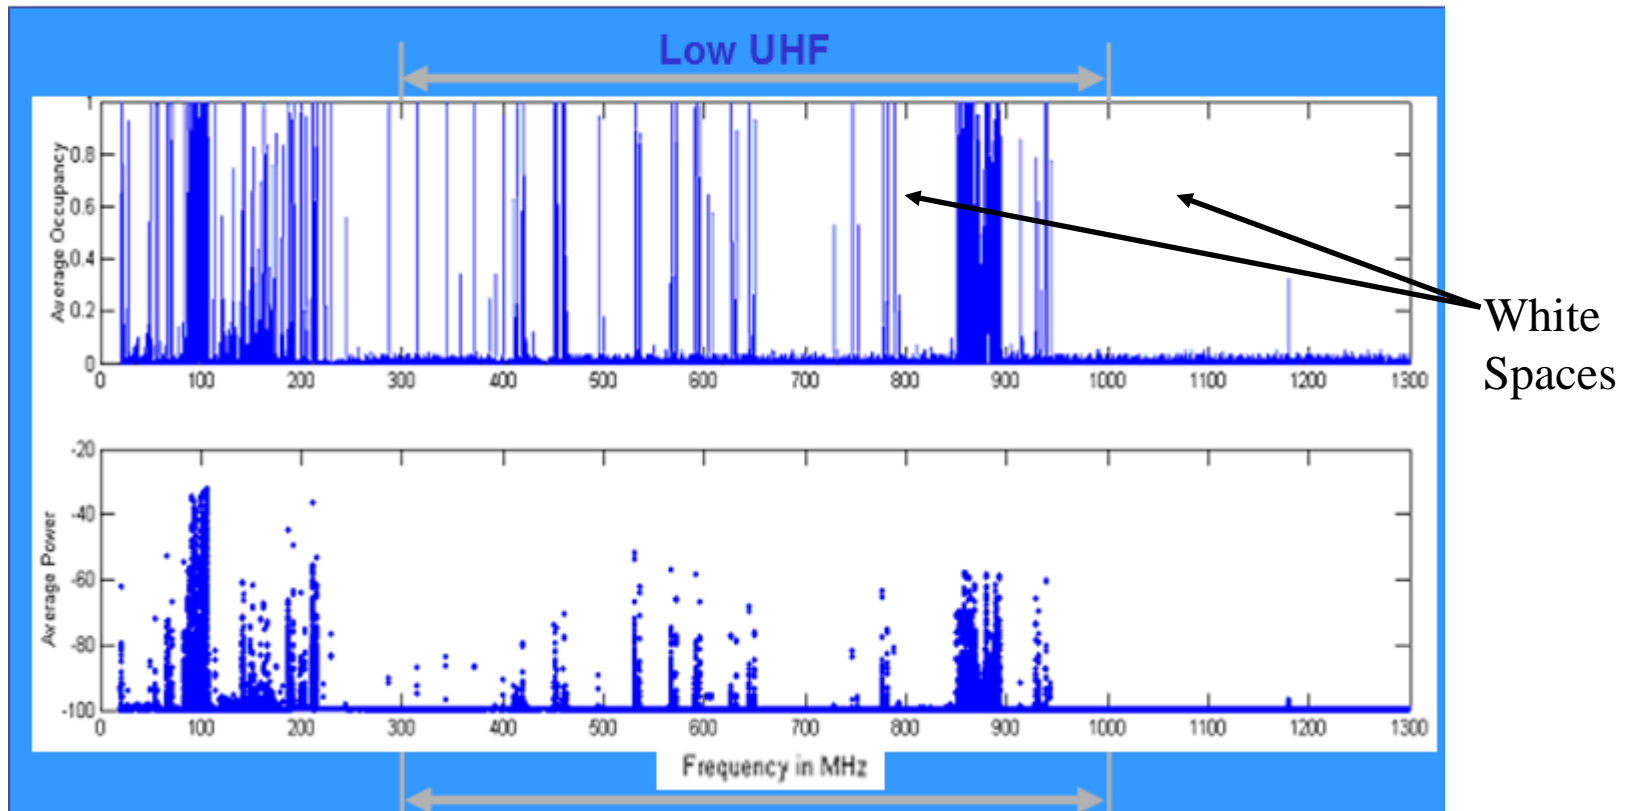 Low UHF
Average Occupancy
1
0.8
0.6
0.4
0.2
0
0 100 200 300 400 500 600 700 800 900 1000 1100 1200 1300
White
Spaces
Average Power
-20
-40
-60
-80
-100
0 100 200 300 400 500 600 700 800 900 1000 1100 1200 1300
Frequency in MHz